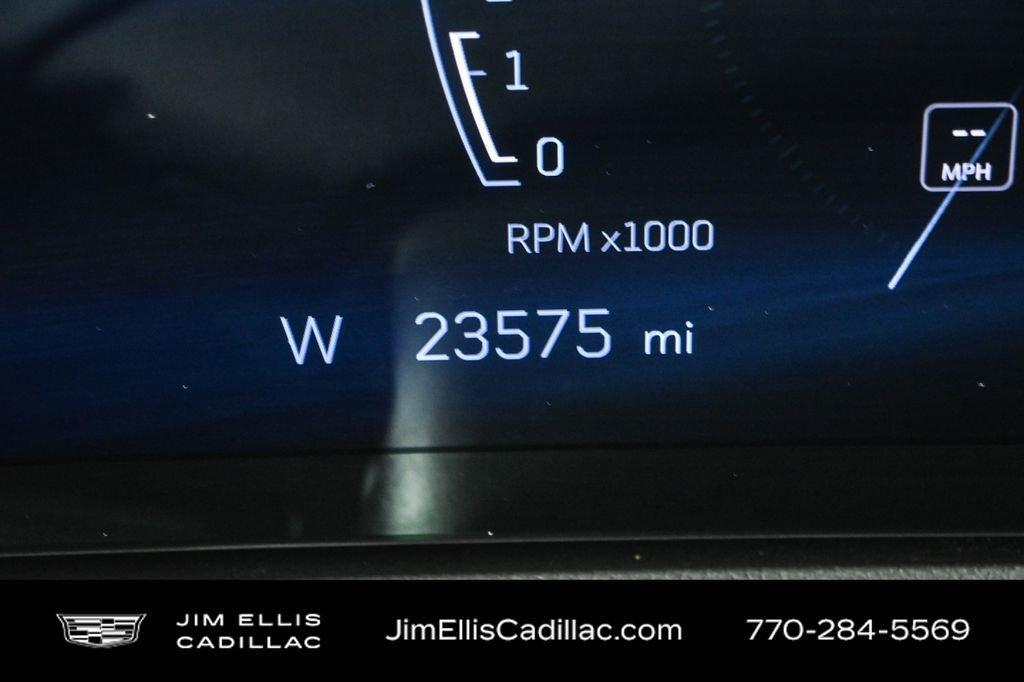 1
0
--
MPH
RPM x1000
W 23575 mi
JIM ELLIS
CADILLAC
JimEllisCadillac.com
770-284-5569